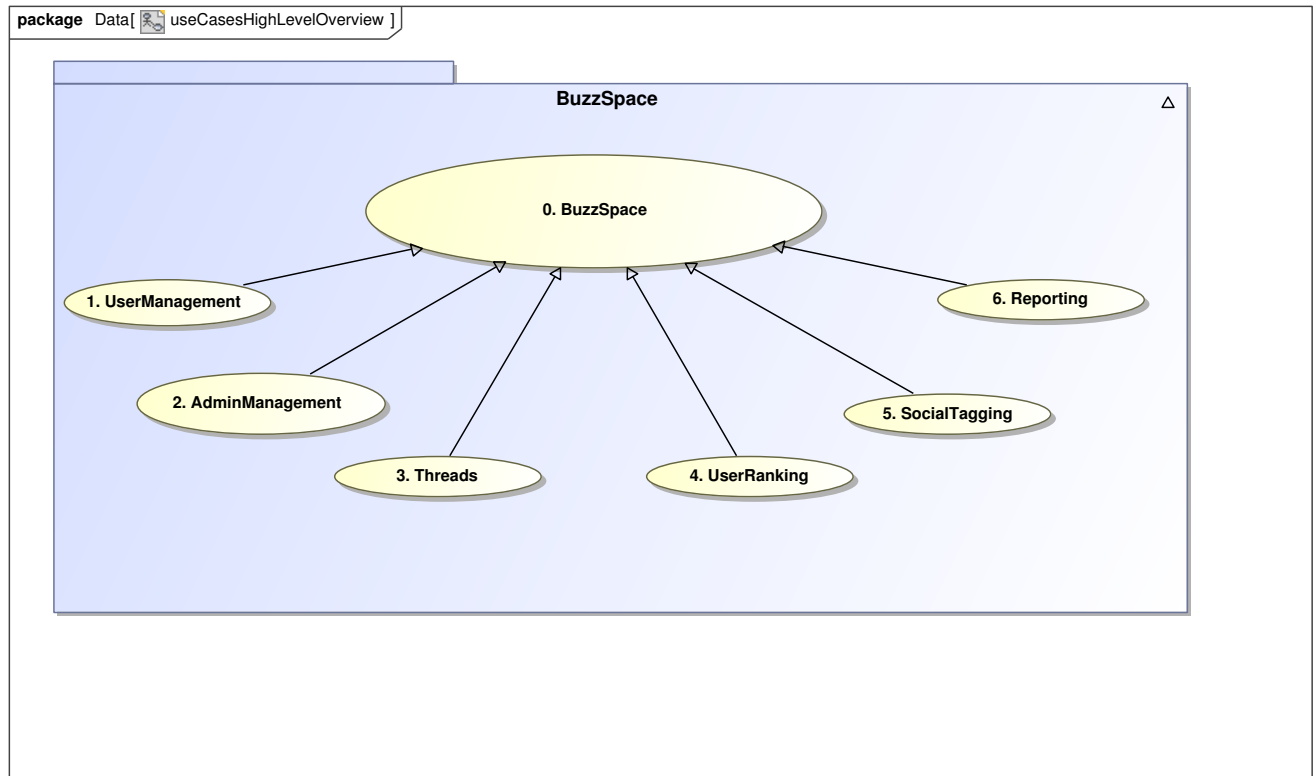 package Data[ useCasesHighLevelOverview ]
BuzzSpace
0. BuzzSpace
1. UserManagement
6. Reporting
2. AdminManagement
5. SocialTagging
3. Threads
4. UserRanking